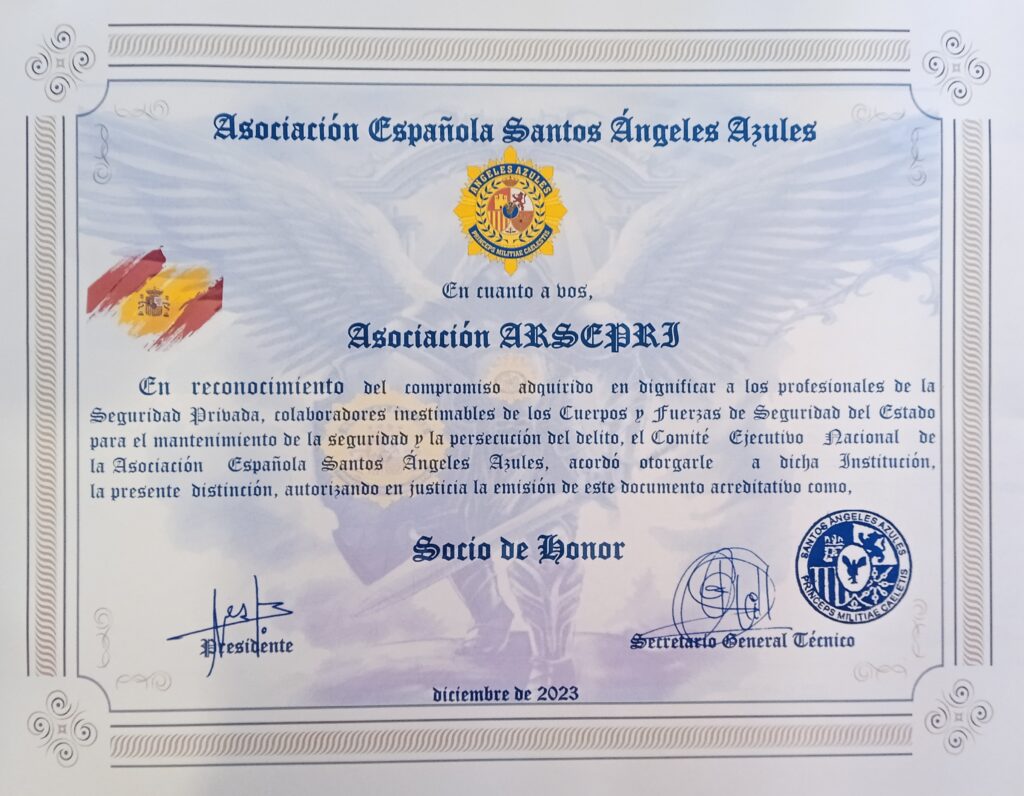 Asociación Española Santos Ángeles Azules
ÁNGELES AZULES
PRINCEPS MILITIAE CAELESTIS
En cuanto a vos,
Asociación ARSEPRI
En reconocimiento del compromiso adquirido en dignificar a los profesionales de la
Seguridad Privada, colaboradores inestimables de los Cuerpos y Fuerzas de Seguridad del Estado
para el mantenimiento de la seguridad y la persecución del delito, el Comité Ejecutivo Nacional de
la Asociación Española Santos Ángeles Azules, acordó otorgarle a dicha Institución,
la presente distinción, autorizando en justicia la emisión de este documento acreditativo como,
Socio de Honor
SANTOS ÁNGELES AZULES
PRINCEPS MILITIAE CAELETIS
Presidente
Secretario General Técnico
diciembre de 2023